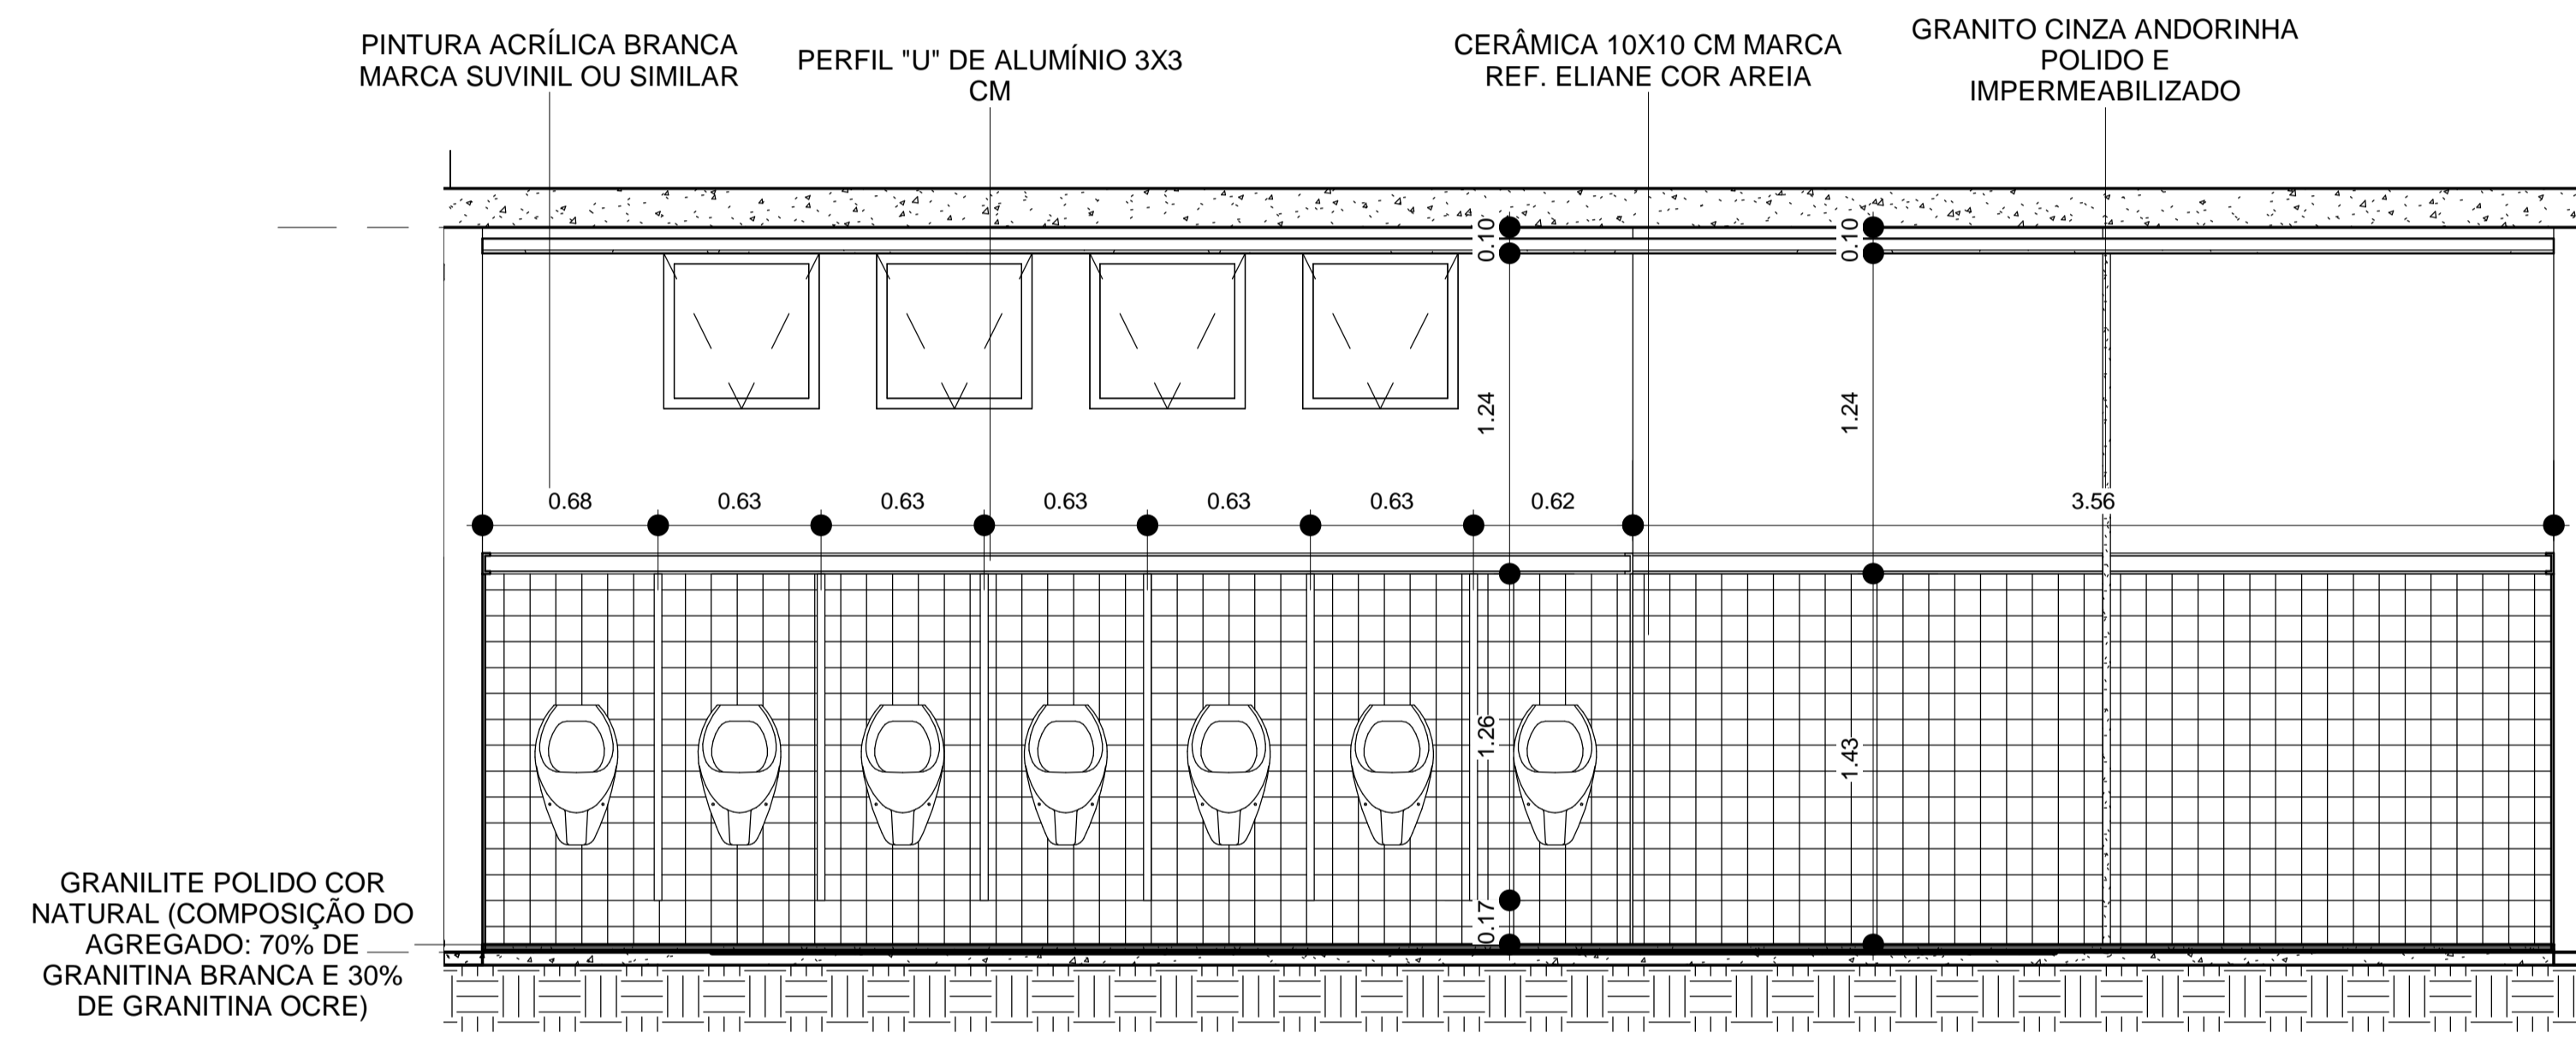 PINTURA ACRÍLICA BRANCA
MARCA SUVINIL OU SIMILAR
PERFIL "U" DE ALUMÍNIO 3X3
CM
CERÂMICA 10X10 CM MARCA
REF. ELIANE COR AREIA
GRANITO CINZA ANDORINHA
POLIDO E
IMPERMEABILIZADO
0.10
0.10
1.24
1.24
0.68
0.63
0.63
0.63
0.63
0.63
0.62
3.56
1.26
1.43
0.17
GRANILITE POLIDO COR
NATURAL (COMPOSIÇÃO DO
AGREGADO: 70% DE
GRANITINA BRANCA E 30%
DE GRANITINA OCRE)